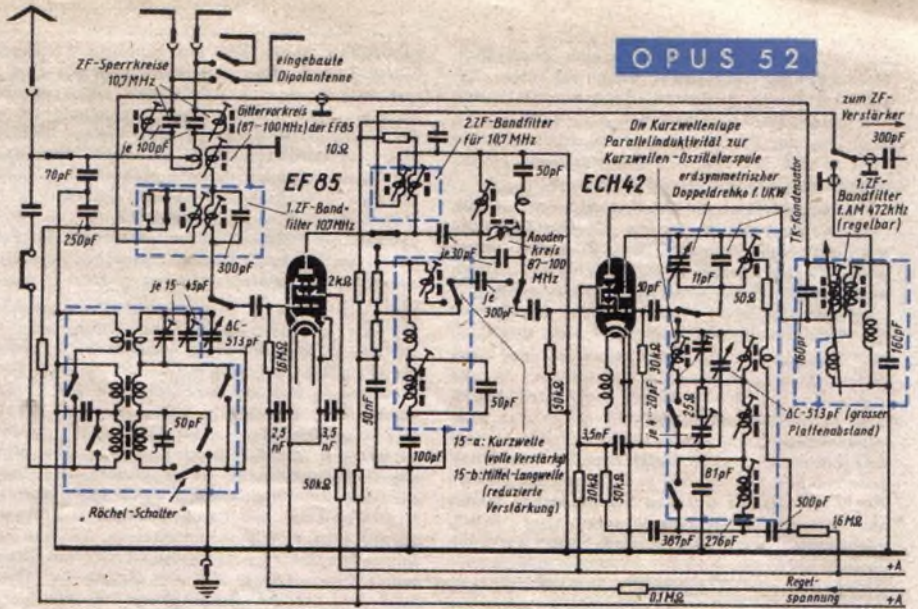 OPUS 52
ZF-Sperrkreise
10,7 MHz
eingebaute
Dipolantenne
Gittervorkreis
(87-100 MHz) der EF85
je 100pF
70pF
250pF
1. ZF-Band-
filter 10,7 MHz
300pF
EF 85
10Ω
2. ZF-Bandfilter
für 10,7 MHz
50pF
Anoden
kreis
87-100
MHz
je 30pF
je
300pF
2kΩ
je 15-45pF
ΔC-
513pF
50pF
„Röchel-Schalter"
2,5
nF
3,5
nF
50kΩ
50nF
100pF
50pF
15-a: Kurzwelle
(volle Verstärkg)
15-b: Mittel-Langwelle
(reduzierte
Verstärkung)
ECH42
Die Kurzwellenlupe
Parallelinduktivität zur
Kurzwellen-Oszillatorspule
erdsymmetrischer
Doppeldrehko f. UKW
TK-Kondensator
zum ZF-
Verstärker
300pF
1. ZF-
Bandfilter
f. AM 472kHz
(regelbar)
50pF
11pF
50Ω
30kΩ
50kΩ
3,5nF
je 4-20pF
25Ω
81pF
30kΩ
50kΩ
387pF
276pF
500pF
ΔC-513pF (grosser
Plattenabstand)
160pF
60pF
0,1MΩ
Regel-
spannung
+A
+A